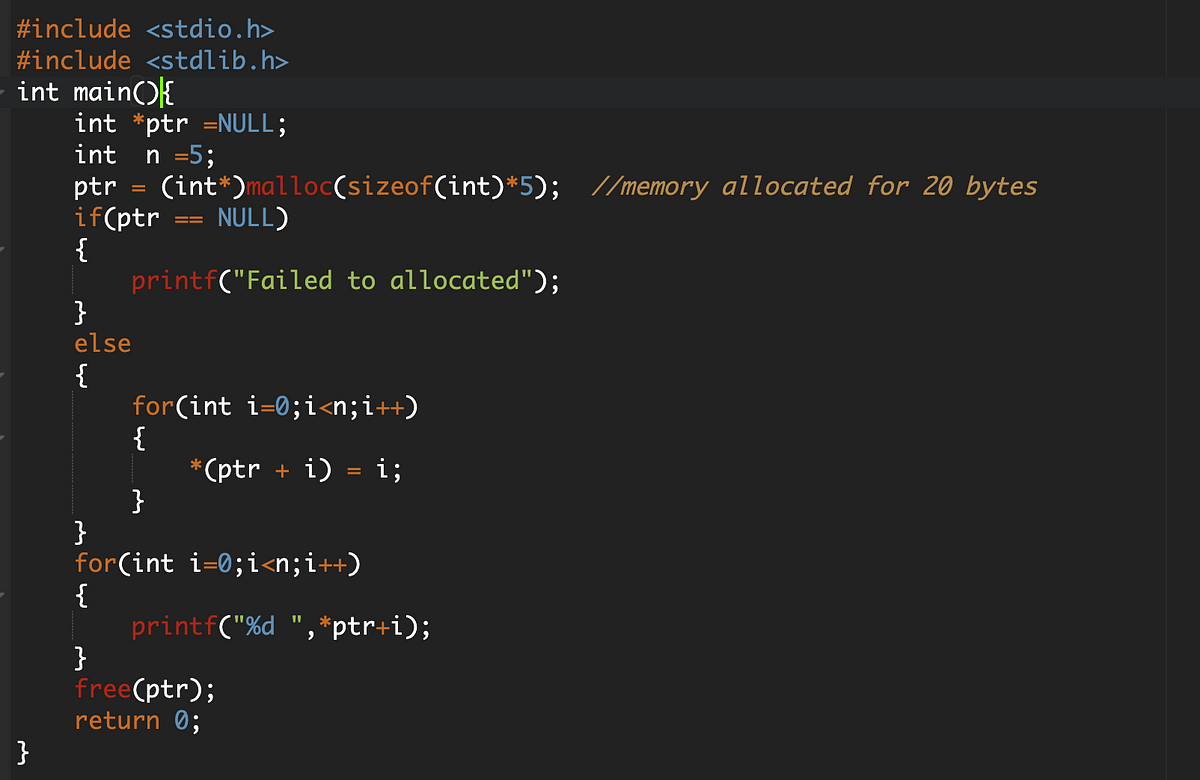 #include <stdio.h>
#include <stdlib.h>
int main(){
    int *ptr =NULL;
    int  n =5;
    ptr = (int*)malloc(sizeof(int)*5);  //memory allocated for 20 bytes
    if(ptr == NULL)
    {
        printf("Failed to allocated");
    }
    else
    {
        for(int i=0;i<n;i++)
        {
            *(ptr + i) = i;
        }
    }
    for(int i=0;i<n;i++)
    {
        printf("%d ",*ptr+i);
    }
    free(ptr);
    return 0;
}